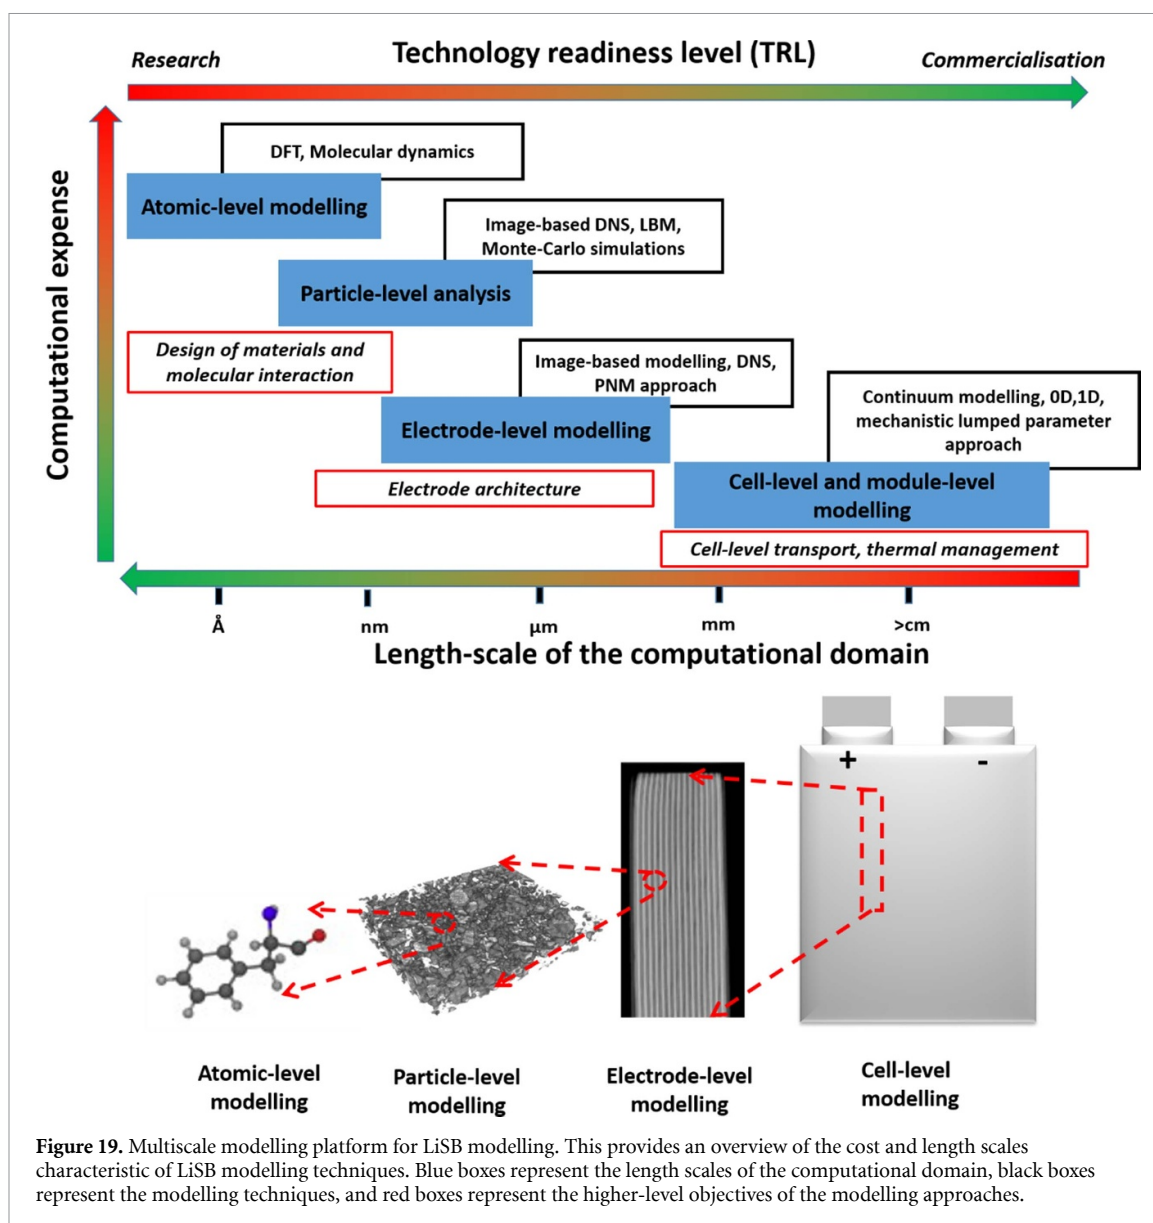 Research
Technology readiness level (TRL)
Commercialisation
Computational expense
DFT, Molecular dynamics
Atomic-level modelling
Image-based DNS, LBM,
Monte-Carlo simulations
Particle-level analysis
Design of materials and
molecular interaction
Image-based modelling, DNS,
PNM approach
Electrode-level modelling
Electrode architecture
Continuum modelling, 0D,1D,
mechanistic lumped parameter
approach
Cell-level and module-level
modelling
Cell-level transport, thermal management
Å
nm
µm
mm
>cm
Length-scale of the computational domain
+
-
Atomic-level
modelling
Particle-level
modelling
Electrode-level
modelling
Cell-level
modelling
Figure 19. Multiscale modelling platform for LiSB modelling. This provides an overview of the cost and length scales
characteristic of LiSB modelling techniques. Blue boxes represent the length scales of the computational domain, black boxes
represent the modelling techniques, and red boxes represent the higher-level objectives of the modelling approaches.